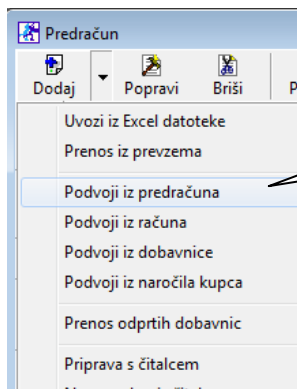 Predračun
Dodaj Popravi Briši P
Uvozi iz Excel datoteke
Prenos iz prevzema
Podvoji iz predračuna
Podvoji iz računa
Podvoji iz dobavnice
Podvoji iz naročila kupca
Prenos odprtih dobavnic
Priprava s čitalcem